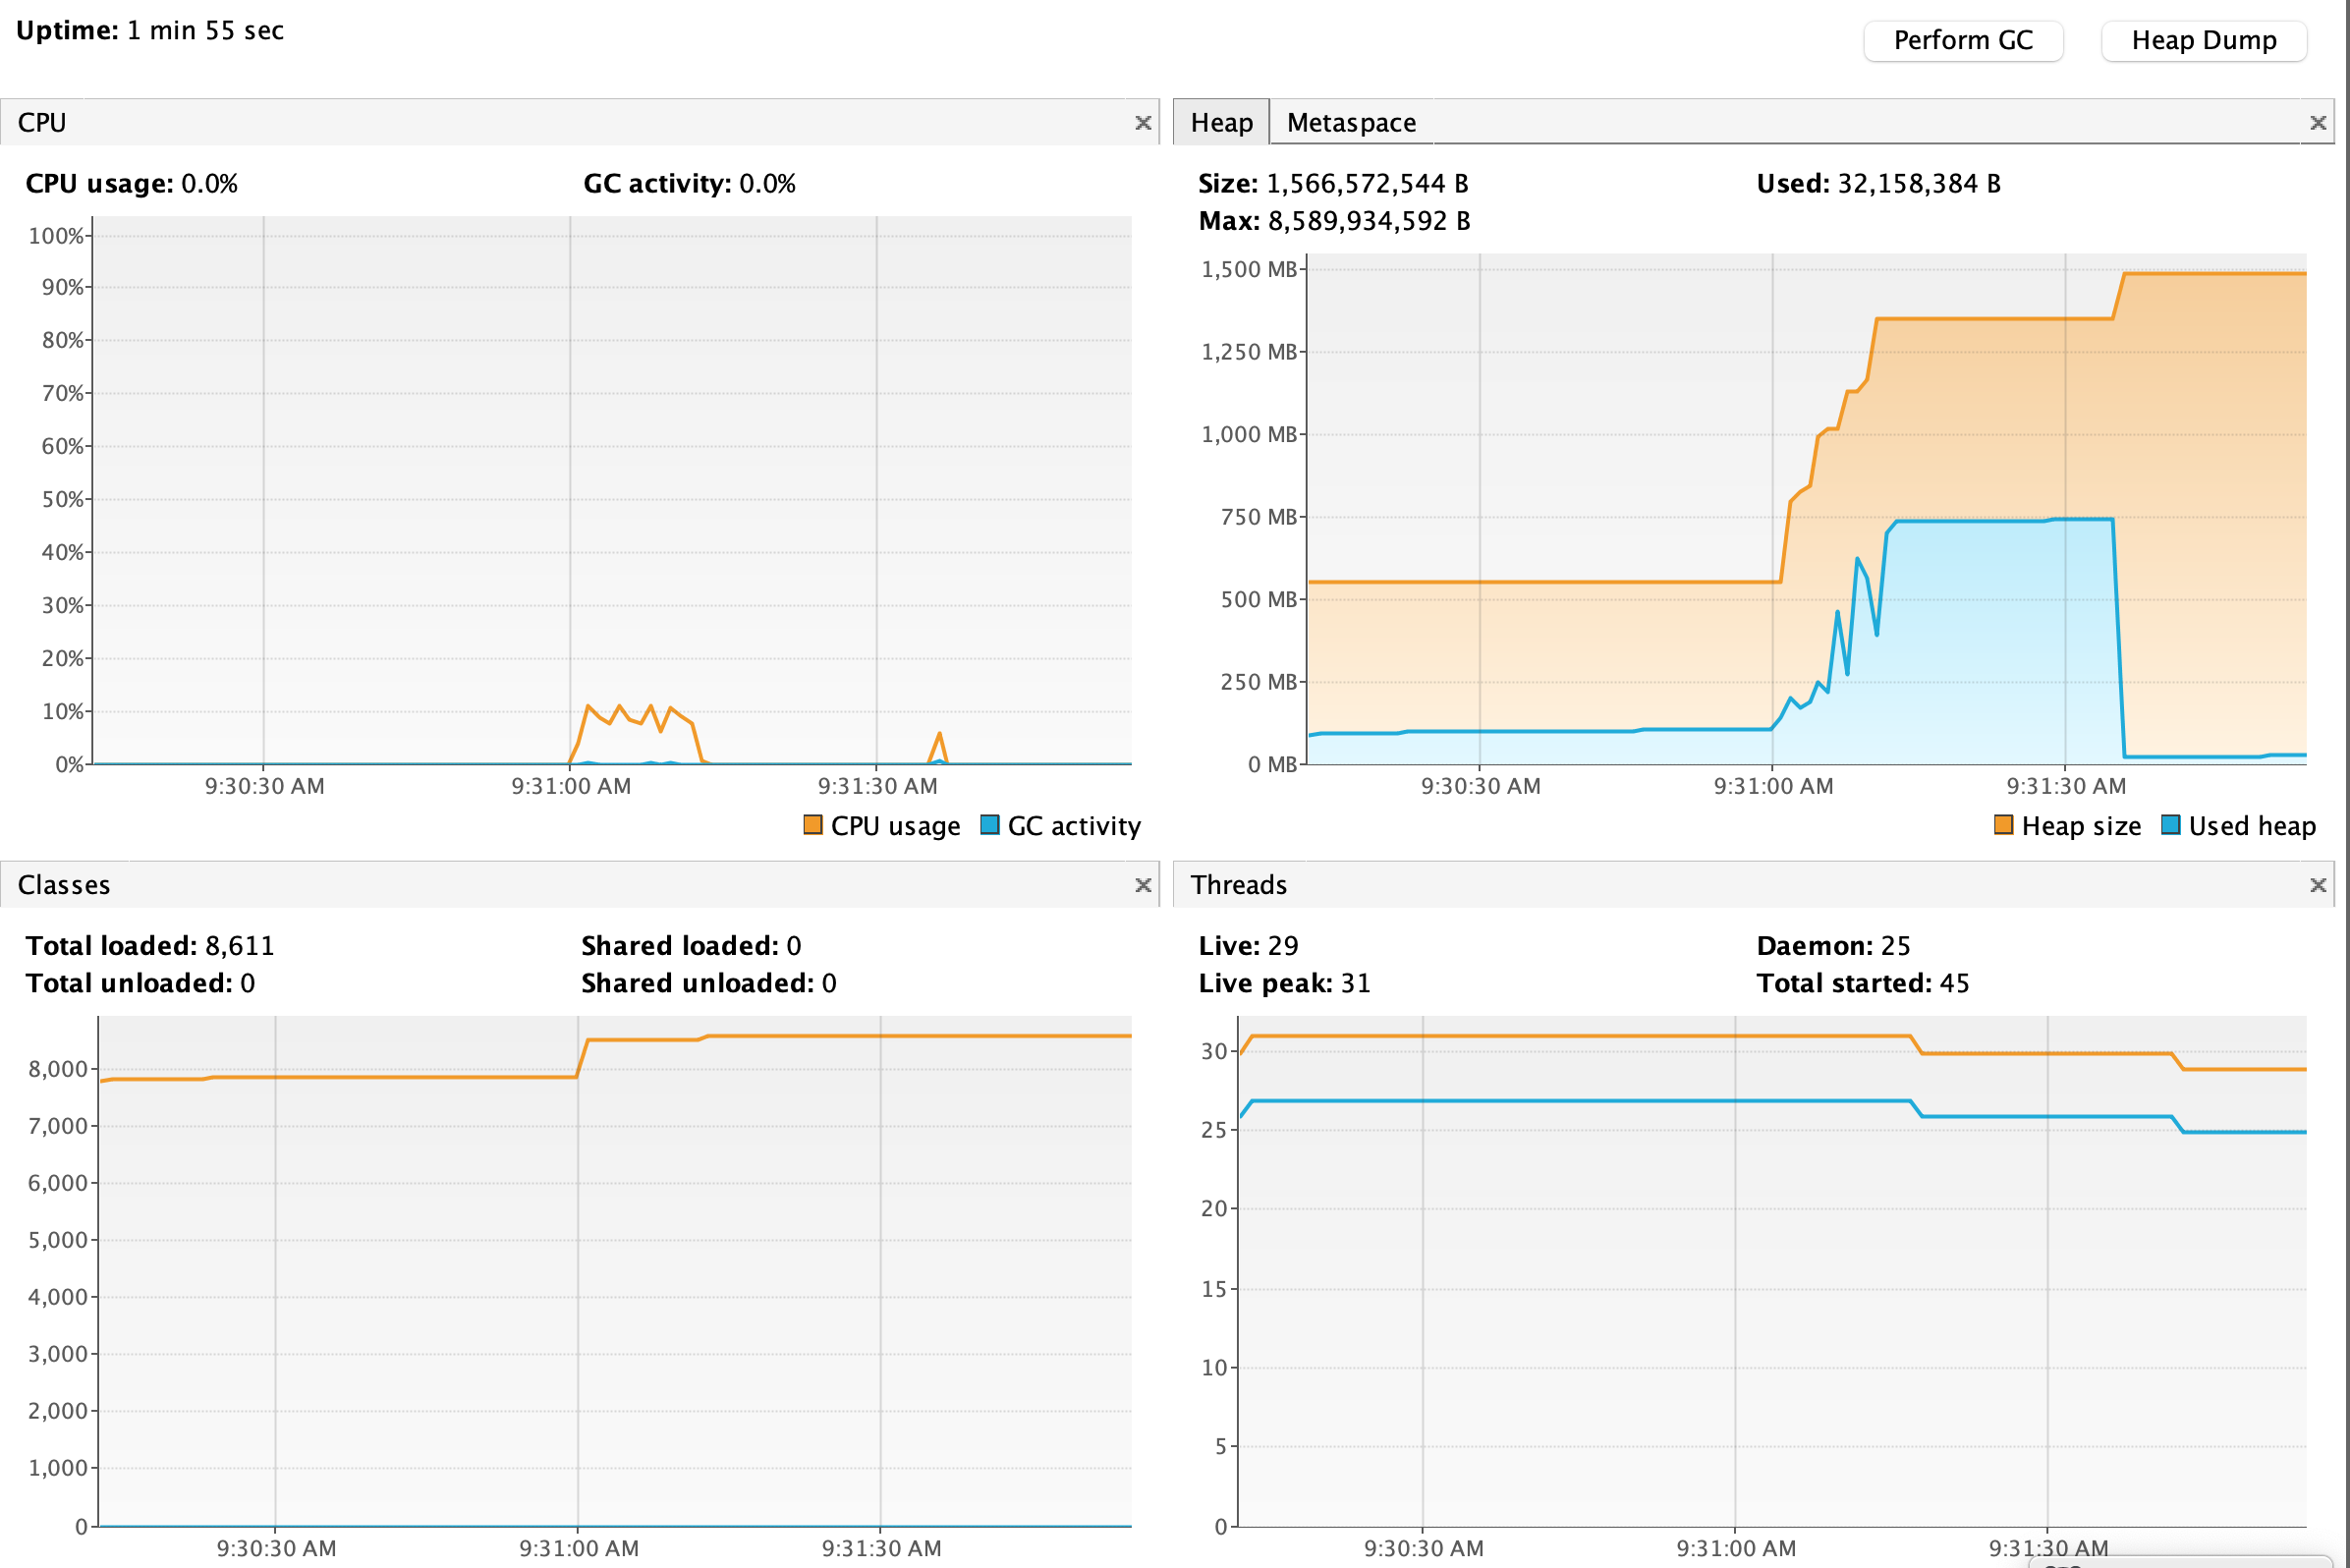 Uptime: 1 min 55 sec
Perform GC
Heap Dump
CPU
CPU usage: 0.0%
GC activity: 0.0%
100%
90%
80%
70%
60%
50%
40%
30%
20%
10%
0%
9:30:30 AM
9:31:00 AM
9:31:30 AM
CPU usage
GC activity
Heap
Metaspace
Size: 1,566,572,544 B
Used: 32,158,384 B
Max: 8,589,934,592 B
1,500 MB
1,250 MB
1,000 MB
750 MB
500 MB
250 MB
0 MB
9:30:30 AM
9:31:00 AM
9:31:30 AM
Heap size
Used heap
Classes
Total loaded: 8,611
Shared loaded: 0
Total unloaded: 0
Shared unloaded: 0
8,000
7,000
6,000
5,000
4,000
3,000
2,000
1,000
0
9:30:30 AM
9:31:00 AM
9:31:30 AM
Threads
Live: 29
Daemon: 25
Live peak: 31
Total started: 45
30
25
20
15
10
5
0
9:30:30 AM
9:31:00 AM
9:31:30 AM